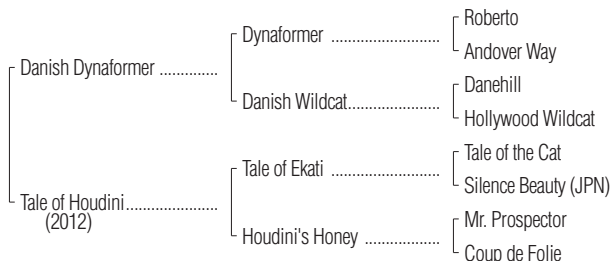 Roberto
Dynaformer ..................
Andover Way
Danish Dynaformer .............
Danehill
Danish Wildcat...................
Hollywood Wildcat
Tale of the Cat
Tale of Ekati ..................
Silence Beauty (JPN)
Tale of Houdini...................
(2012)
Mr. Prospector
Houdini's Honey ...............
Coup de Folie